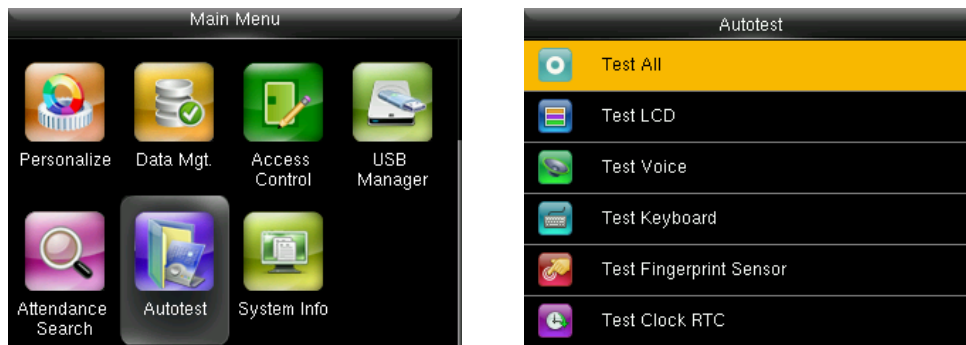 Main Menu
Personalize
Data Mgt.
Access
Control
USB
Manager
Attendance
Search
Autotest
System Info
Autotest
Test All
Test LCD
Test Voice
Test Keyboard
Test Fingerprint Sensor
Test Clock RTC